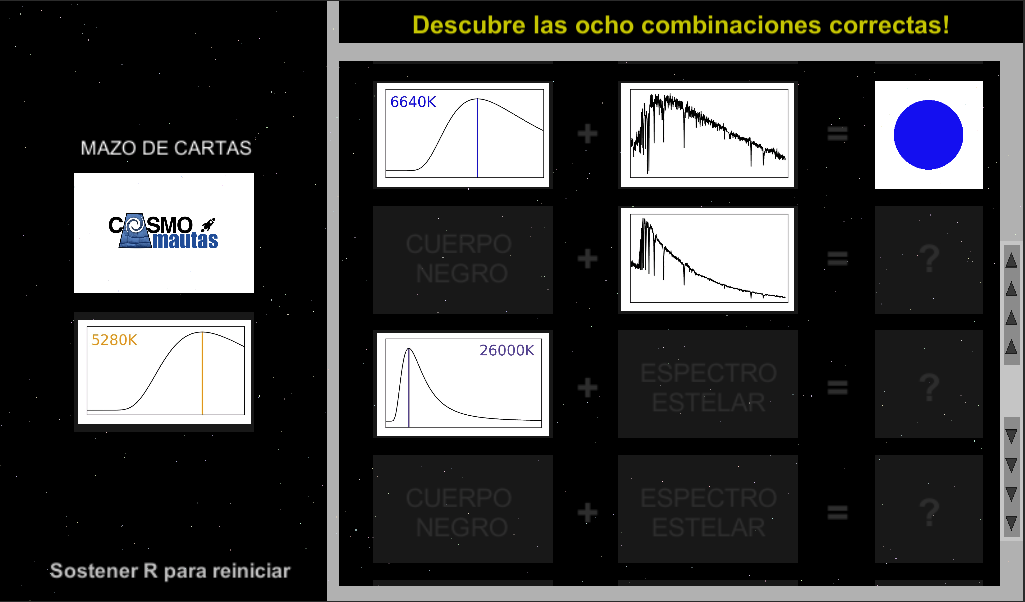 Descubre las ocho combinaciones correctas!
MAZO DE CARTAS
COSMO
mautas
5280K
Sostener R para reiniciar
6640K
+
=
CUERPO
NEGRO
+
=
?
26000K
+
ESPECTRO
ESTELAR
=
?
CUERPO
NEGRO
+
ESPECTRO
ESTELAR
=
?